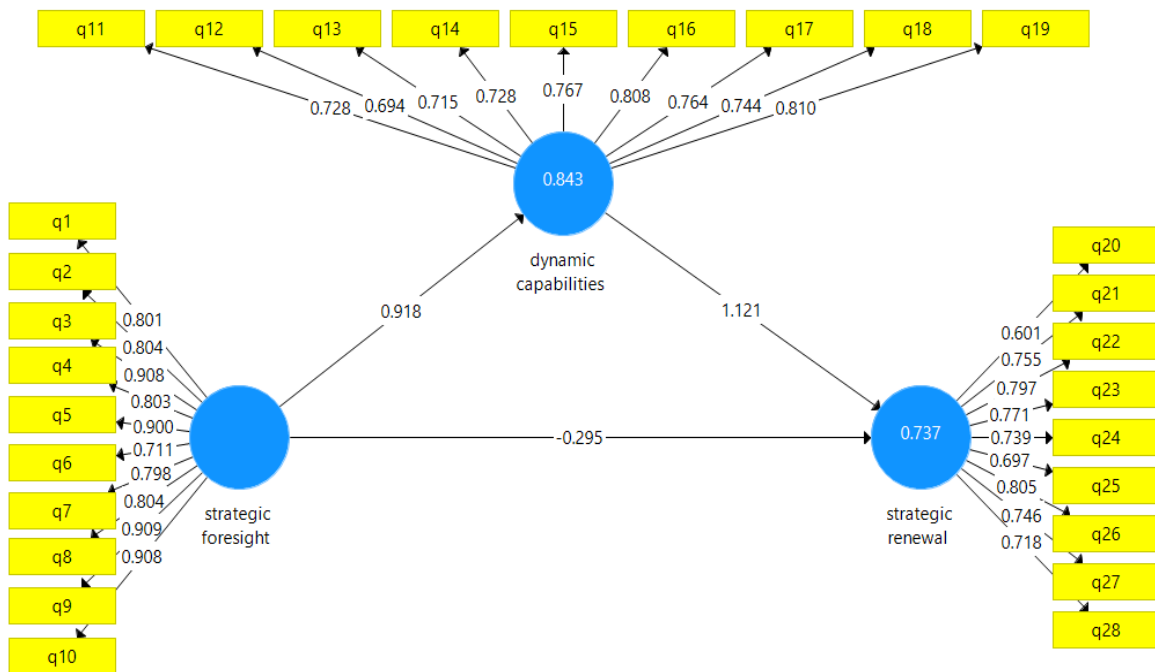 q11 q12 q13 q14 q15 q16 q17 q18 q19
0.728 0.694 0.715 0.728 0.767 0.808 0.764 0.744 0.810
0.843
dynamic
capabilities
q1
q2
q3
q4
q5
q6
q7
q8
q9
q10
0.801
0.804
0.908
0.803
0.900
0.711
0.798
0.804
0.909
0.908
strategic
foresight
0.918
1.121
-0.295
0.737
strategic
renewal
0.601
0.755
0.797
0.771
0.739
0.697
0.805
0.746
0.718
q20
q21
q22
q23
q24
q25
q26
q27
q28